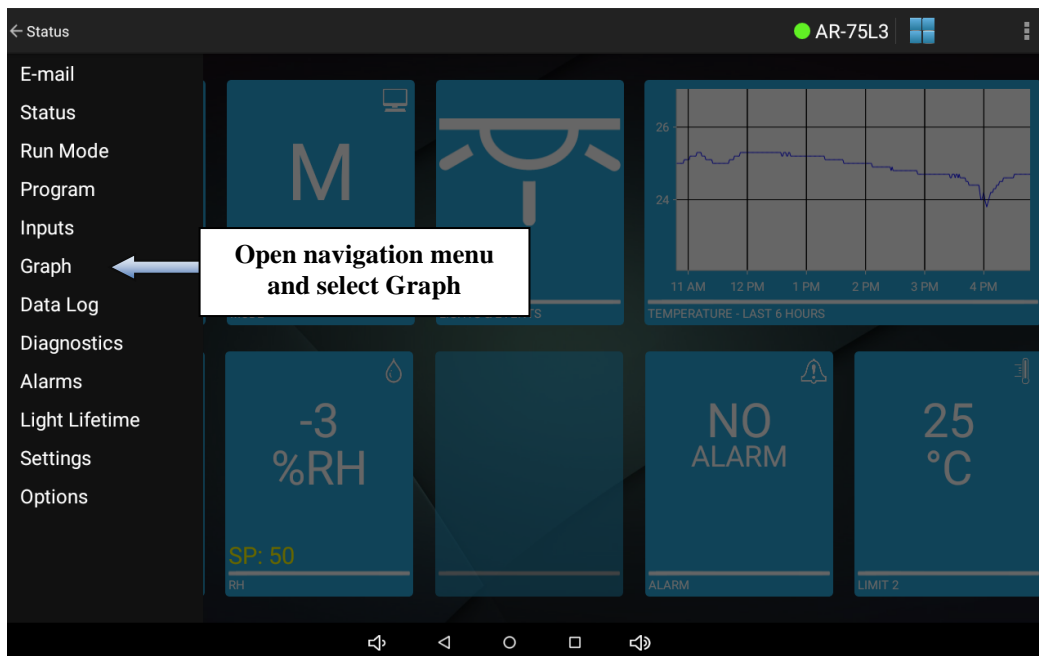 Status
AR-75L3
E-mail
Status
Run Mode
Program
Inputs
Graph
Data Log
Diagnostics
Alarms
Light Lifetime
Settings
Options
Open navigation menu
and select Graph
M
26
24
11 AM 12 PM 1 PM 2 PM 3 PM 4 PM
TEMPERATURE - LAST 6 HOURS
-3
%RH
SP: 50
RH
NO
ALARM
ALARM
25
°C
LIMIT 2